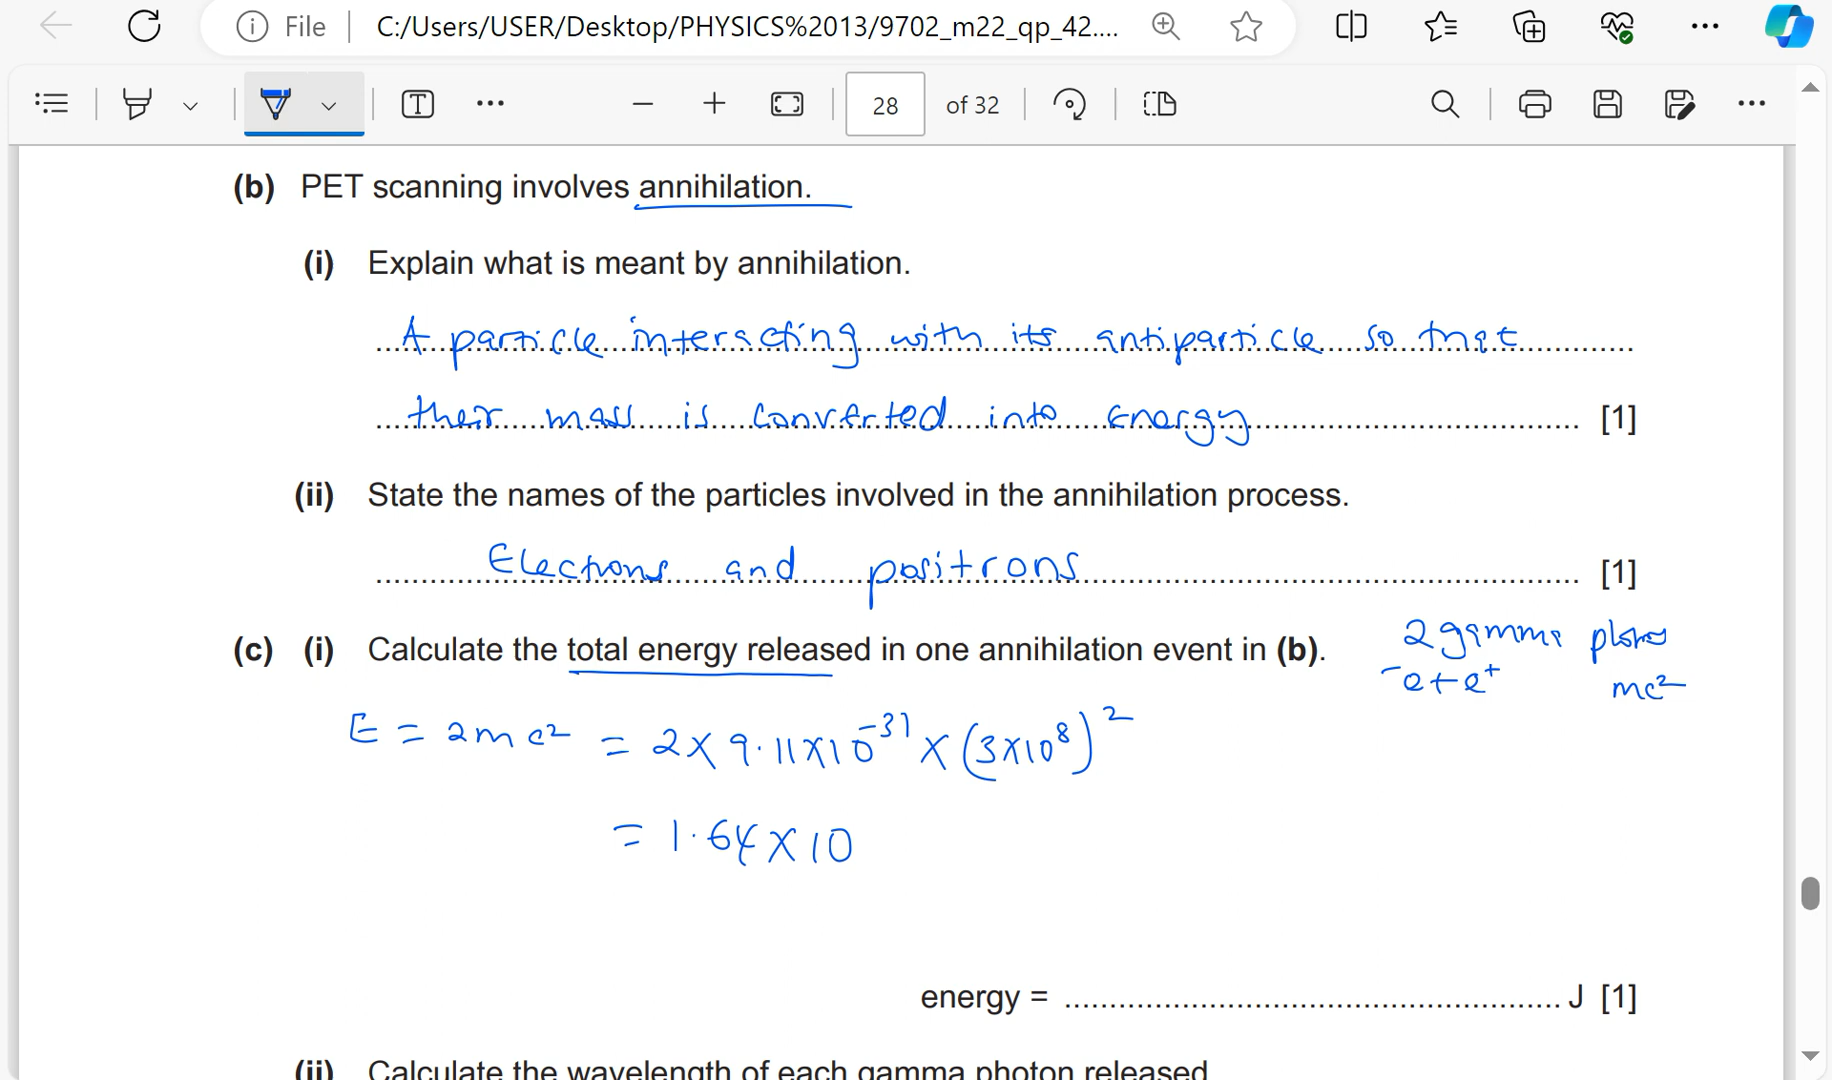 File C:/Users/USER/Desktop/PHYSICS%2013/9702_m22_qp_42....
28 of 32
(b) PET scanning involves annihilation.
(i) Explain what is meant by annihilation.
A particle interacting with its antiparticle so that
their mass is converted into energy [1]
(ii) State the names of the particles involved in the annihilation process.
Elections and positrons [1]
(c) (i) Calculate the total energy released in one annihilation event in (b).
2 gamma
⁻e+e⁺ mc²
E = 2mc² = 2×9.11×10⁻³¹×(3×10⁸)²
= 1.64×10
energy = J [1]
(ii) Calculate the wavelength of each gamma photon released